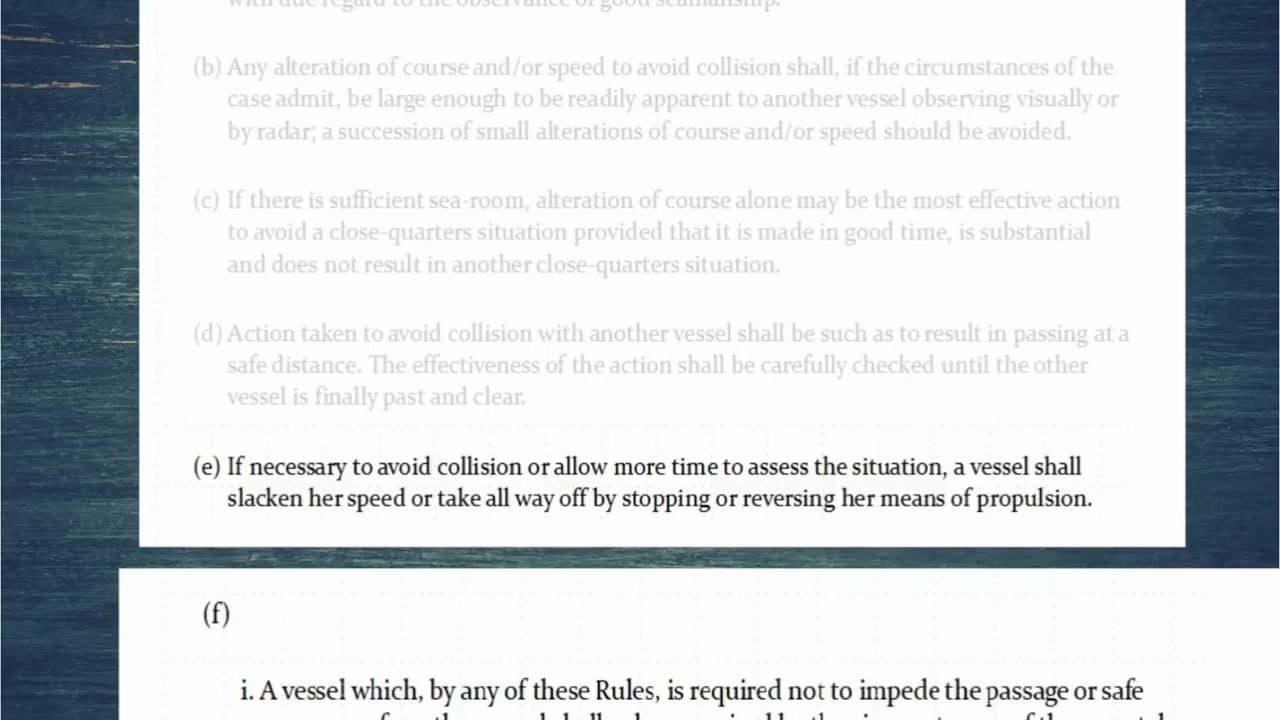 with due regard to the observance of good seamanship.
(b) Any alteration of course and/or speed to avoid collision shall, if the circumstances of the
case admit, be large enough to be readily apparent to another vessel observing visually or
by radar; a succession of small alterations of course and/or speed should be avoided.
(c) If there is sufficient sea-room, alteration of course alone may be the most effective action
to avoid a close-quarters situation provided that it is made in good time, is substantial
and does not result in another close-quarters situation.
(d) Action taken to avoid collision with another vessel shall be such as to result in passing at a
safe distance. The effectiveness of the action shall be carefully checked until the other
vessel is finally past and clear.
(e) If necessary to avoid collision or allow more time to assess the situation, a vessel shall
slacken her speed or take all way off by stopping or reversing her means of propulsion.
(f)
i. A vessel which, by any of these Rules, is required not to impede the passage or safe